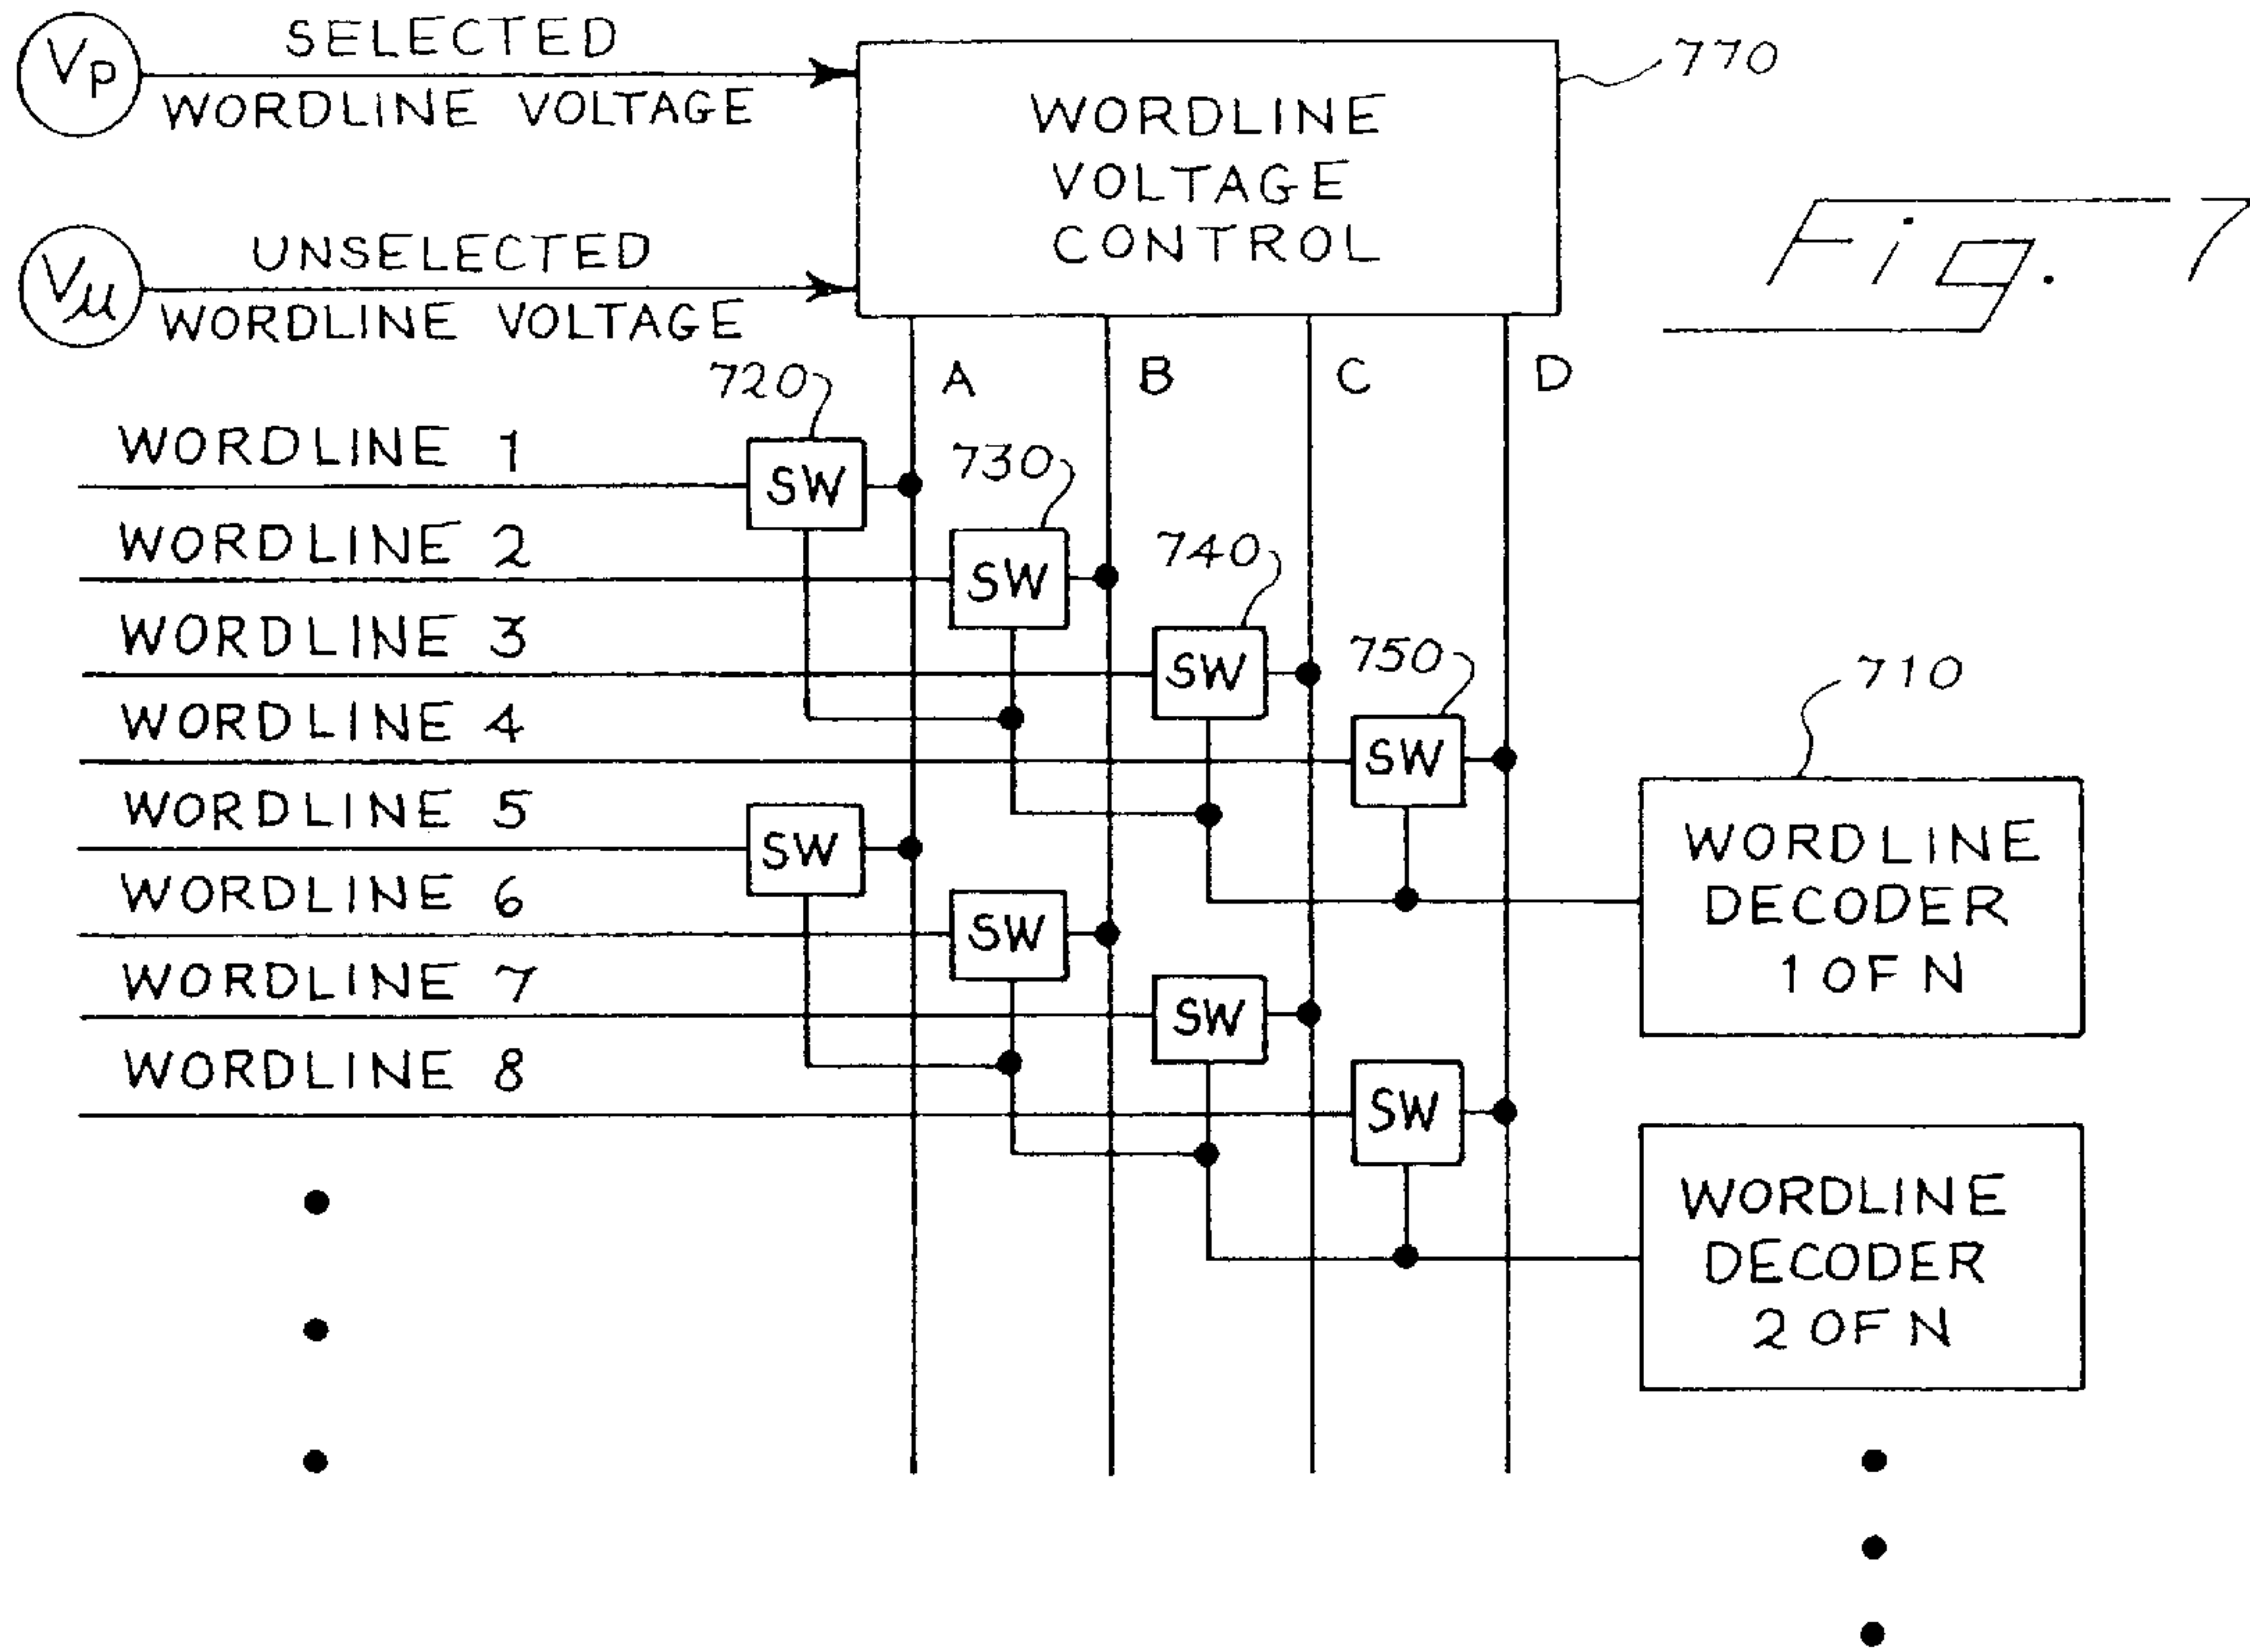 Vp
SELECTED
WORDLINE VOLTAGE
WORDLINE
VOLTAGE
CONTROL
770
Fig. 7
Vμ
UNSELECTED
WORDLINE VOLTAGE
A
B
C
D
720
WORDLINE 1
SW
730
WORDLINE 2
SW
740
WORDLINE 3
SW
750
WORDLINE 4
SW
710
WORDLINE
DECODER
1 OF N
WORDLINE 5
SW
WORDLINE 6
SW
WORDLINE 7
SW
WORDLINE 8
SW
WORDLINE
DECODER
2 OF N